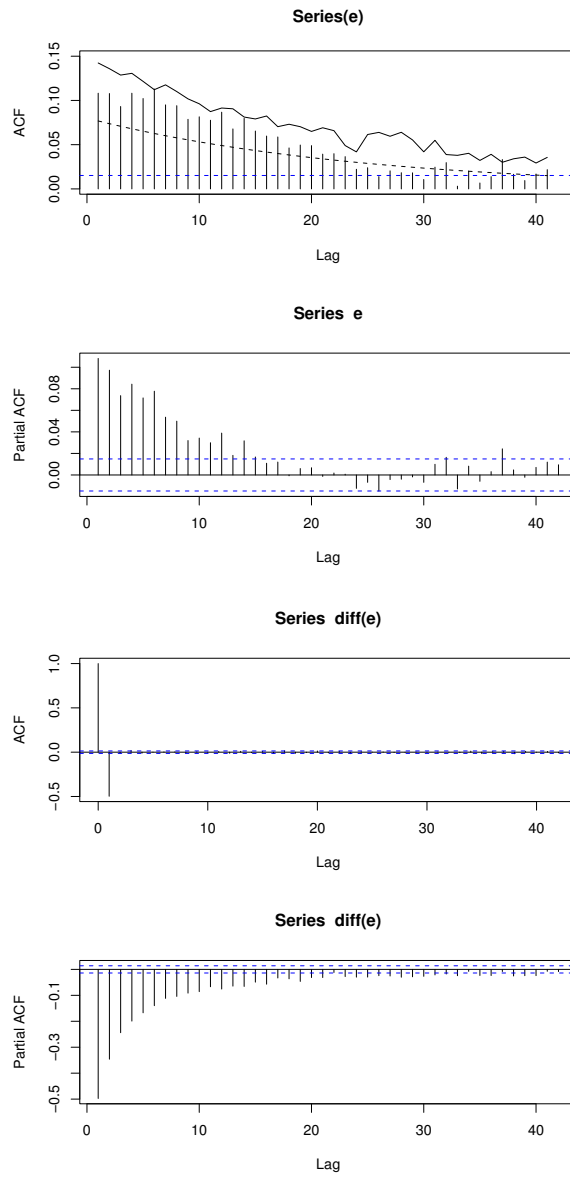 Series(e)
ACF
0.00 0.05 0.10 0.15
0 10 20 30 40
Lag
Series e
Partial ACF
0.00 0.04 0.08
0 10 20 30 40
Lag
Series diff(e)
ACF
−0.5 0.0 0.5 1.0
0 10 20 30 40
Lag
Series diff(e)
Partial ACF
−0.5 −0.3 −0.1
0 10 20 30 40
Lag